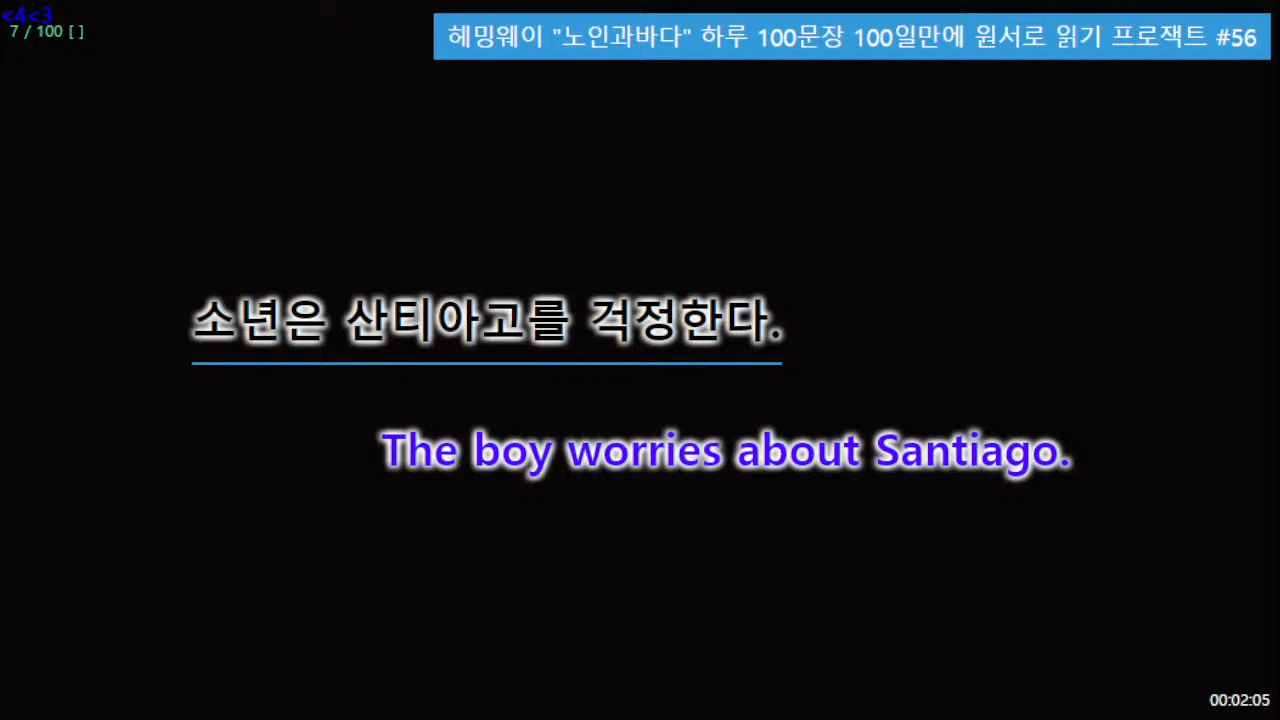 <4<3
7 / 100 [ ]
헤밍웨이 "노인과바다" 하루 100문장 100일만에 원서로 읽기 프로잭트 #56
소년은 산티아고를 걱정한다.
The boy worries about Santiago.
00:02:05